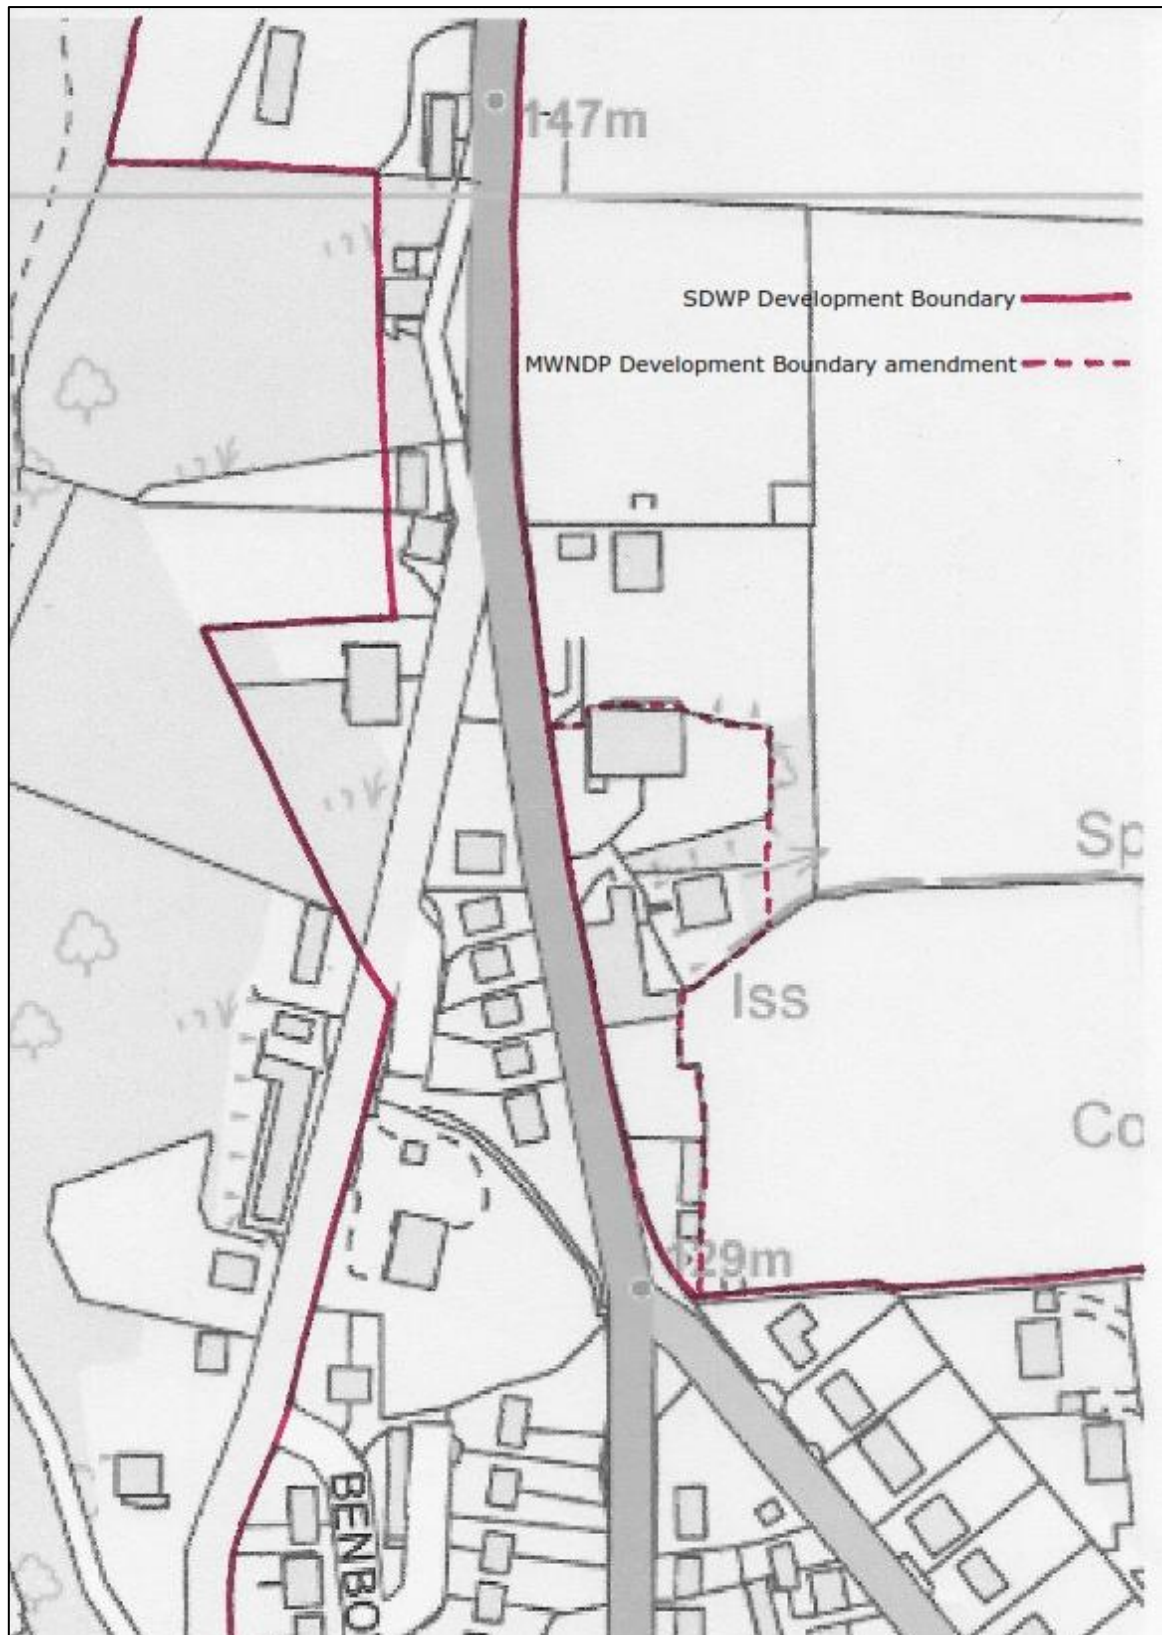 147m
SDWP Development Boundary
MWNDP Development Boundary amendment
Sp
Iss
Co
129m
BENBO